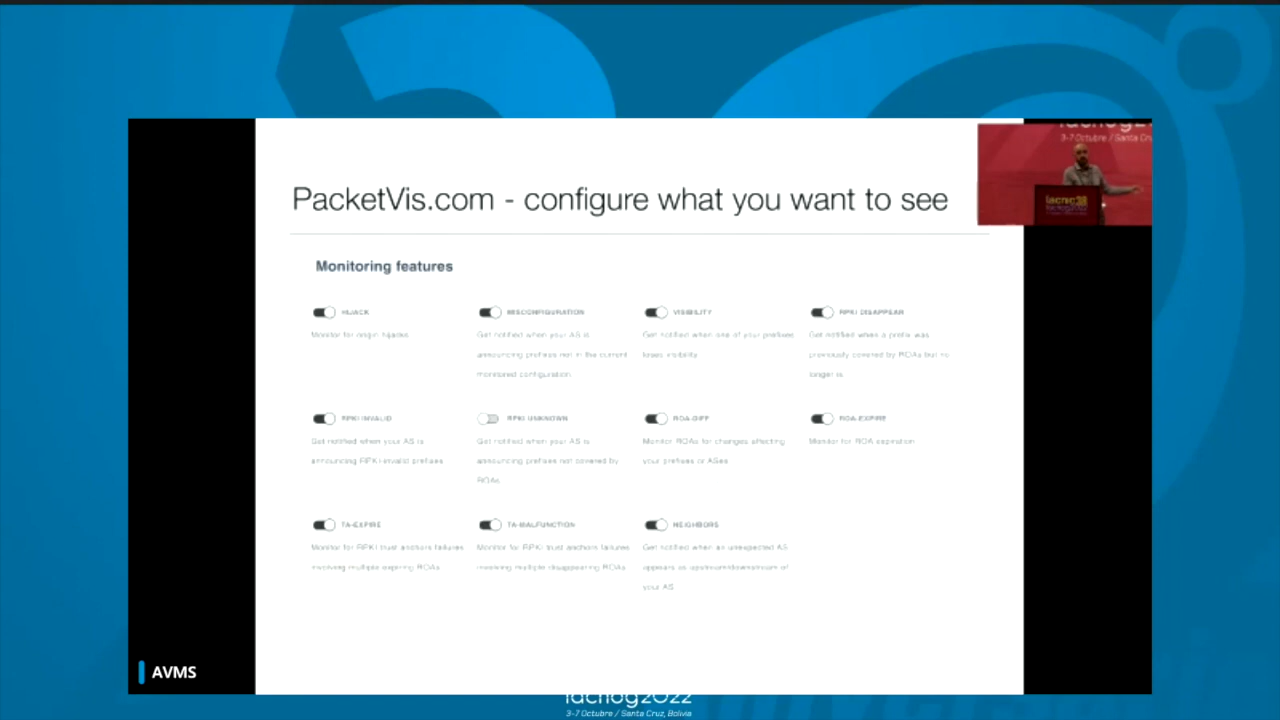 PacketVis.com - configure what you want to see
3-7 Octubre / Santa Cru
lacnic38
Monitoring features
HIJACK
Monitor for origin hijacks
MISCONFIGURATION
Get notified when your AS is
announcing prefixes not in the current
monitored configuration
VISIBILITY
Get notified when one of your prefixes
loses visibility
RPKI DISAPPEAR
Get notified when a prefix was
previously covered by ROAs but no
longer is
RPKI INVALID
Get notified when your AS is
announcing RPKI-invalid prefixes
RPKI UNKNOWN
Get notified when your AS is
announcing prefixes not covered by
ROAs
ROA-DIFF
Monitor ROAs for changes affecting
your prefixes or ASes
ROA-EXPIRE
Monitor for ROA expiration
TA-EXPIRE
Monitor for RPKI trust anchors failures
involving multiple expiring ROAs
TA-MALFUNCTION
Monitor for RPKI trust anchors failures
involving multiple disappearing ROAs
NEIGHBORS
Get notified when an unexpected AS
appears as upstream/downstream of
your AS
AVMS
lacnog2022
3-7 Octubre / Santa Cruz, Bolivia